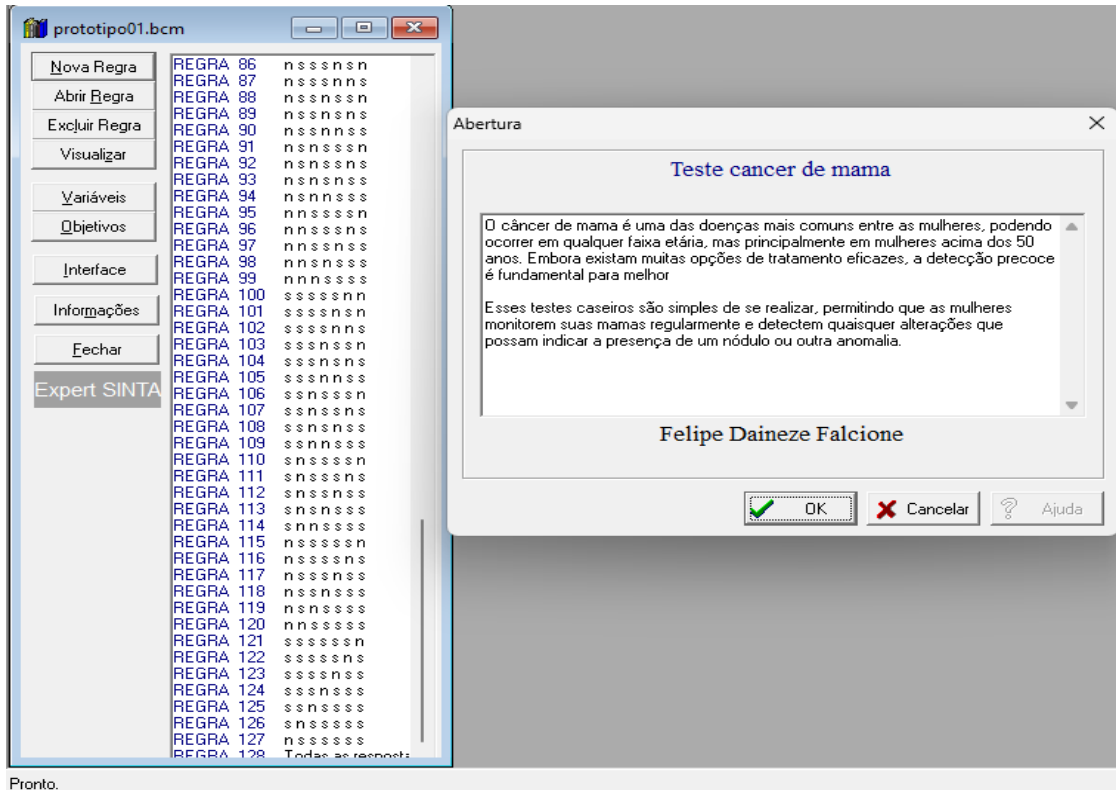 prototipo01.bcm
Nova Regra
Abrir Regra
Excluir Regra
Visualizar
Variáveis
Objetivos
Interface
Informações
Fechar
Expert SINTA
REGRA 86 n s s s n s n
REGRA 87 n s s s n n s
REGRA 88 n s s n s s n
REGRA 89 n s s n s n s
REGRA 90 n s s n n s s
REGRA 91 n s n s s s n
REGRA 92 n s n s s n s
REGRA 93 n s n s n s s
REGRA 94 n s n n s s s
REGRA 95 n n s s s s n
REGRA 96 n n s s s n s
REGRA 97 n n s s n s s
REGRA 98 n n s n s s s
REGRA 99 n n n s s s s
REGRA 100 s s s s s n n
REGRA 101 s s s s n s n
REGRA 102 s s s s n n s
REGRA 103 s s s n s s n
REGRA 104 s s s n s n s
REGRA 105 s s s n n s s
REGRA 106 s s n s s s n
REGRA 107 s s n s s n s
REGRA 108 s s n s n s s
REGRA 109 s s n n s s s
REGRA 110 s n s s s s n
REGRA 111 s n s s s n s
REGRA 112 s n s s n s s
REGRA 113 s n s n s s s
REGRA 114 s n n s s s s
REGRA 115 n s s s s s n
REGRA 116 n s s s s n s
REGRA 117 n s s s n s s
REGRA 118 n s s n s s s
REGRA 119 n s n s s s s
REGRA 120 n n s s s s s
REGRA 121 s s s s s s n
REGRA 122 s s s s s n s
REGRA 123 s s s s n s s
REGRA 124 s s s n s s s
REGRA 125 s s n s s s s
REGRA 126 s n s s s s s
REGRA 127 n s s s s s s
REGRA 128 Todas as resposta
Abertura
Teste cancer de mama
O câncer de mama é uma das doenças mais comuns entre as mulheres, podendo
ocorrer em qualquer faixa etária, mas principalmente em mulheres acima dos 50
anos. Embora existam muitas opções de tratamento eficazes, a detecção precoce
é fundamental para melhor
Esses testes caseiros são simples de se realizar, permitindo que as mulheres
monitorem suas mamas regularmente e detectem quaisquer alterações que
possam indicar a presença de um nódulo ou outra anomalia.
Felipe Daineze Falcione
OK
Cancelar
Ajuda
Pronto.